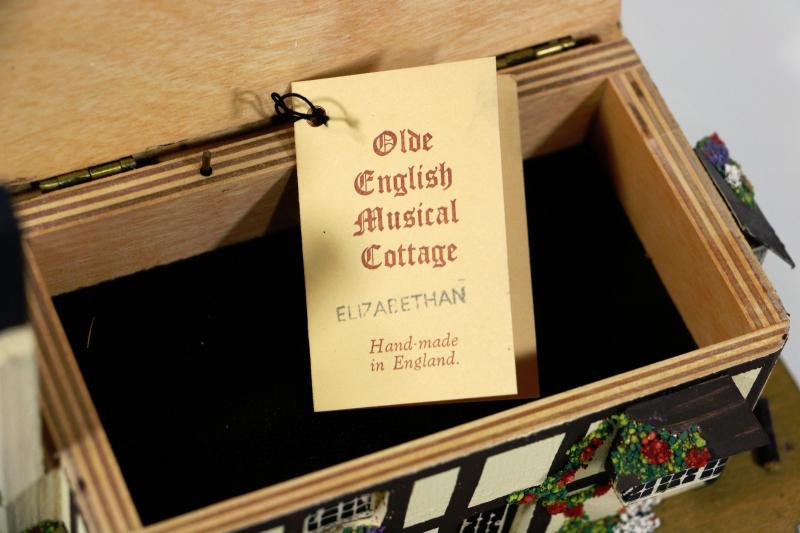 Olde
English
Musical
Cottage
ELIZABETHAN
Hand-made
in England.